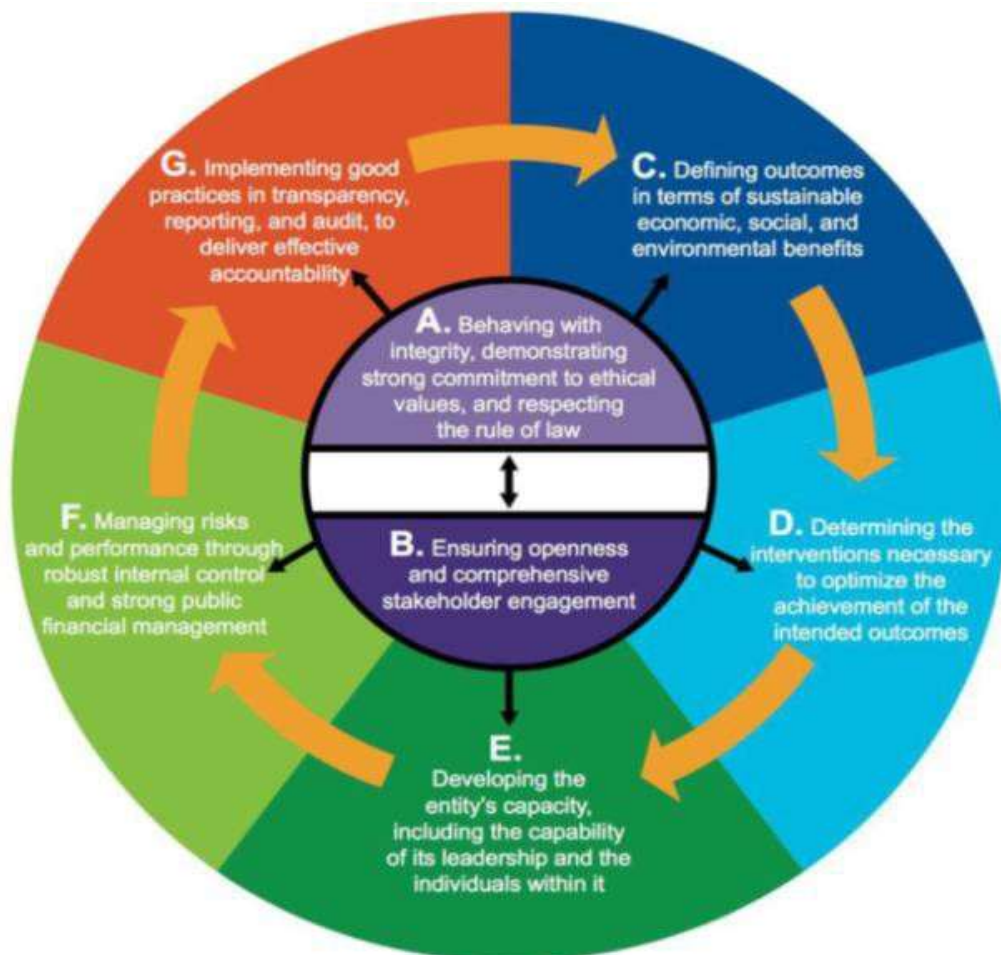 G. Implementing good
practices in transparency,
reporting, and audit, to
deliver effective
accountability
C. Defining outcomes
in terms of sustainable
economic, social, and
environmental benefits
A. Behaving with
integrity, demonstrating
strong commitment to ethical
values, and respecting
the rule of law
F. Managing risks
and performance through
robust internal control
and strong public
financial management
B. Ensuring openness
and comprehensive
stakeholder engagement
D. Determining the
interventions necessary
to optimize the
achievement of the
intended outcomes
E.
Developing the
entity's capacity,
including the capability
of its leadership and the
individuals within it